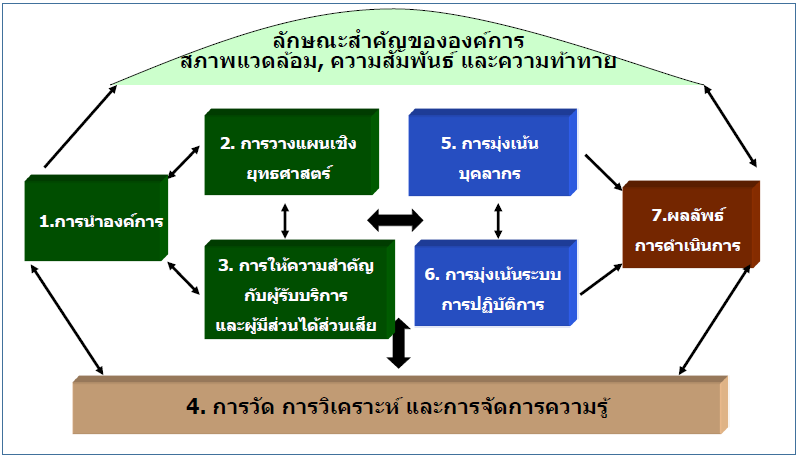 ลักษณะสำคัญขององค์การ
สภาพแวดล้อม, ความสัมพันธ์ และความท้าทาย
1.การนำองค์การ
2. การวางแผนเชิง
ยุทธศาสตร์
3. การให้ความสำคัญ
กับผู้รับบริการ
และผู้มีส่วนได้ส่วนเสีย
5. การมุ่งเน้น
บุคลากร
6. การมุ่งเน้นระบบ
การปฏิบัติการ
7.ผลลัพธ์
การดำเนินการ
4. การวัด การวิเคราะห์ และการจัดการความรู้